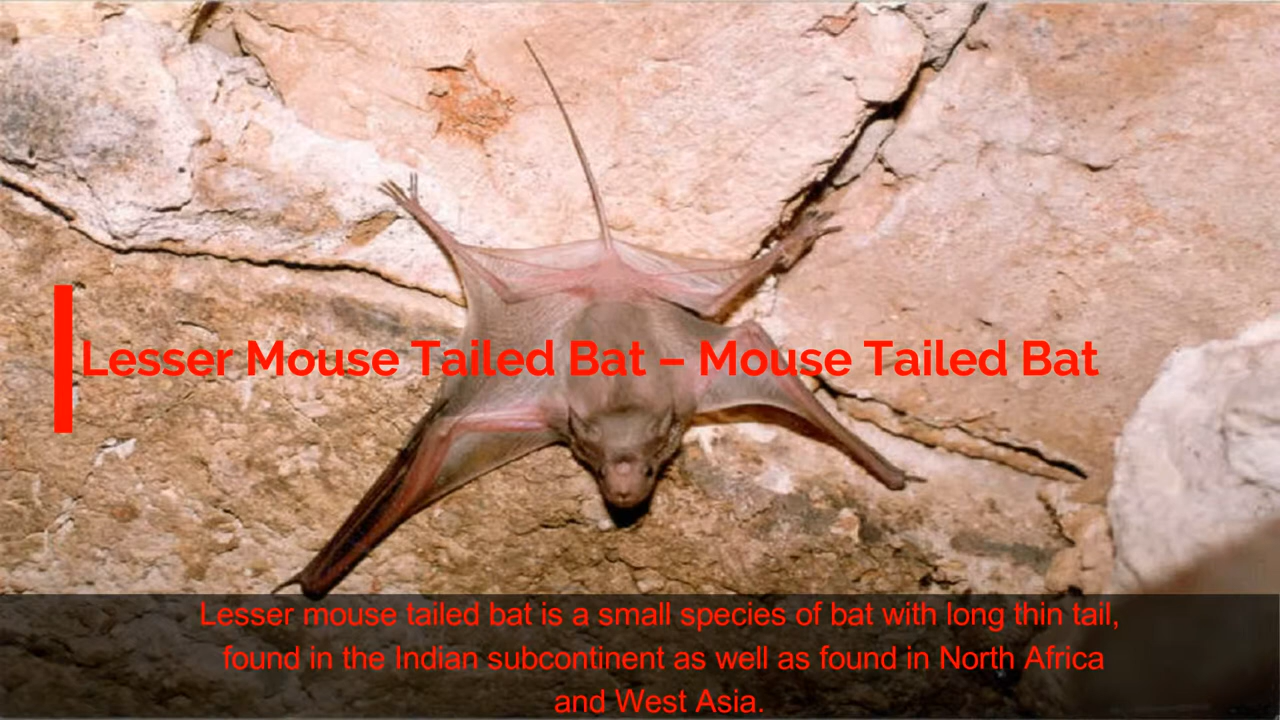 Lesser Mouse Tailed Bat – Mouse Tailed Bat
Lesser mouse tailed bat is a small species of bat with long thin tail,
found in the Indian subcontinent as well as found in North Africa
and West Asia.